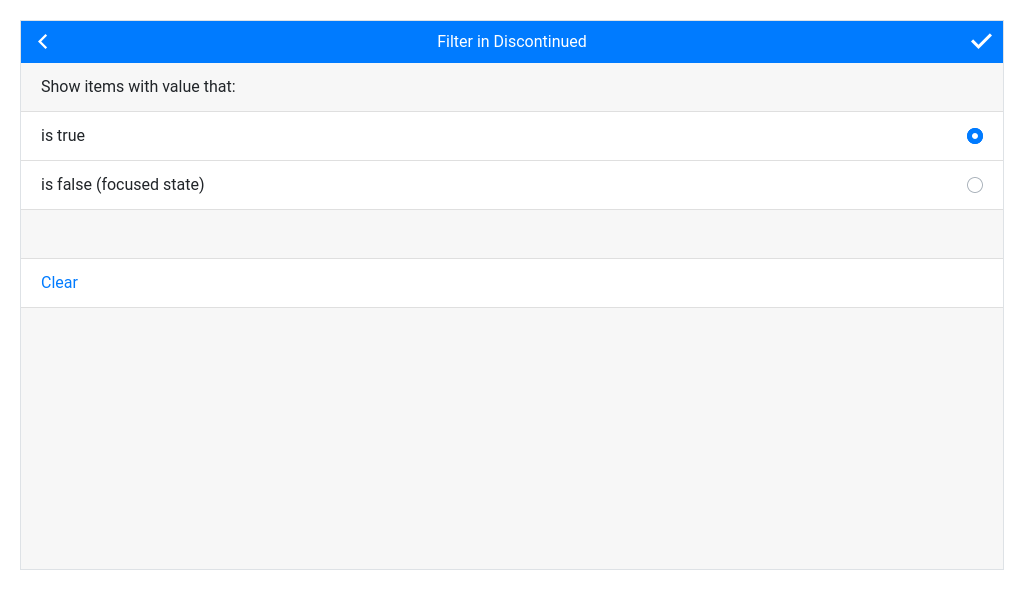 Filter in Discontinued
Show items with value that:
is true
is false (focused state)
Clear